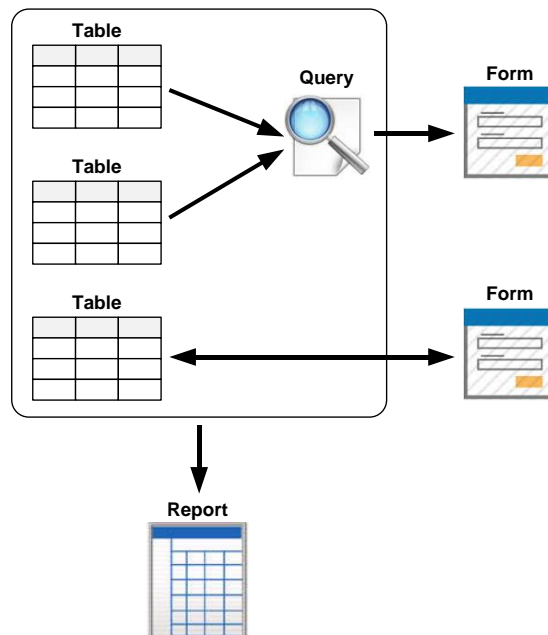 Table
Query
Form
Table
Table
Form
Report